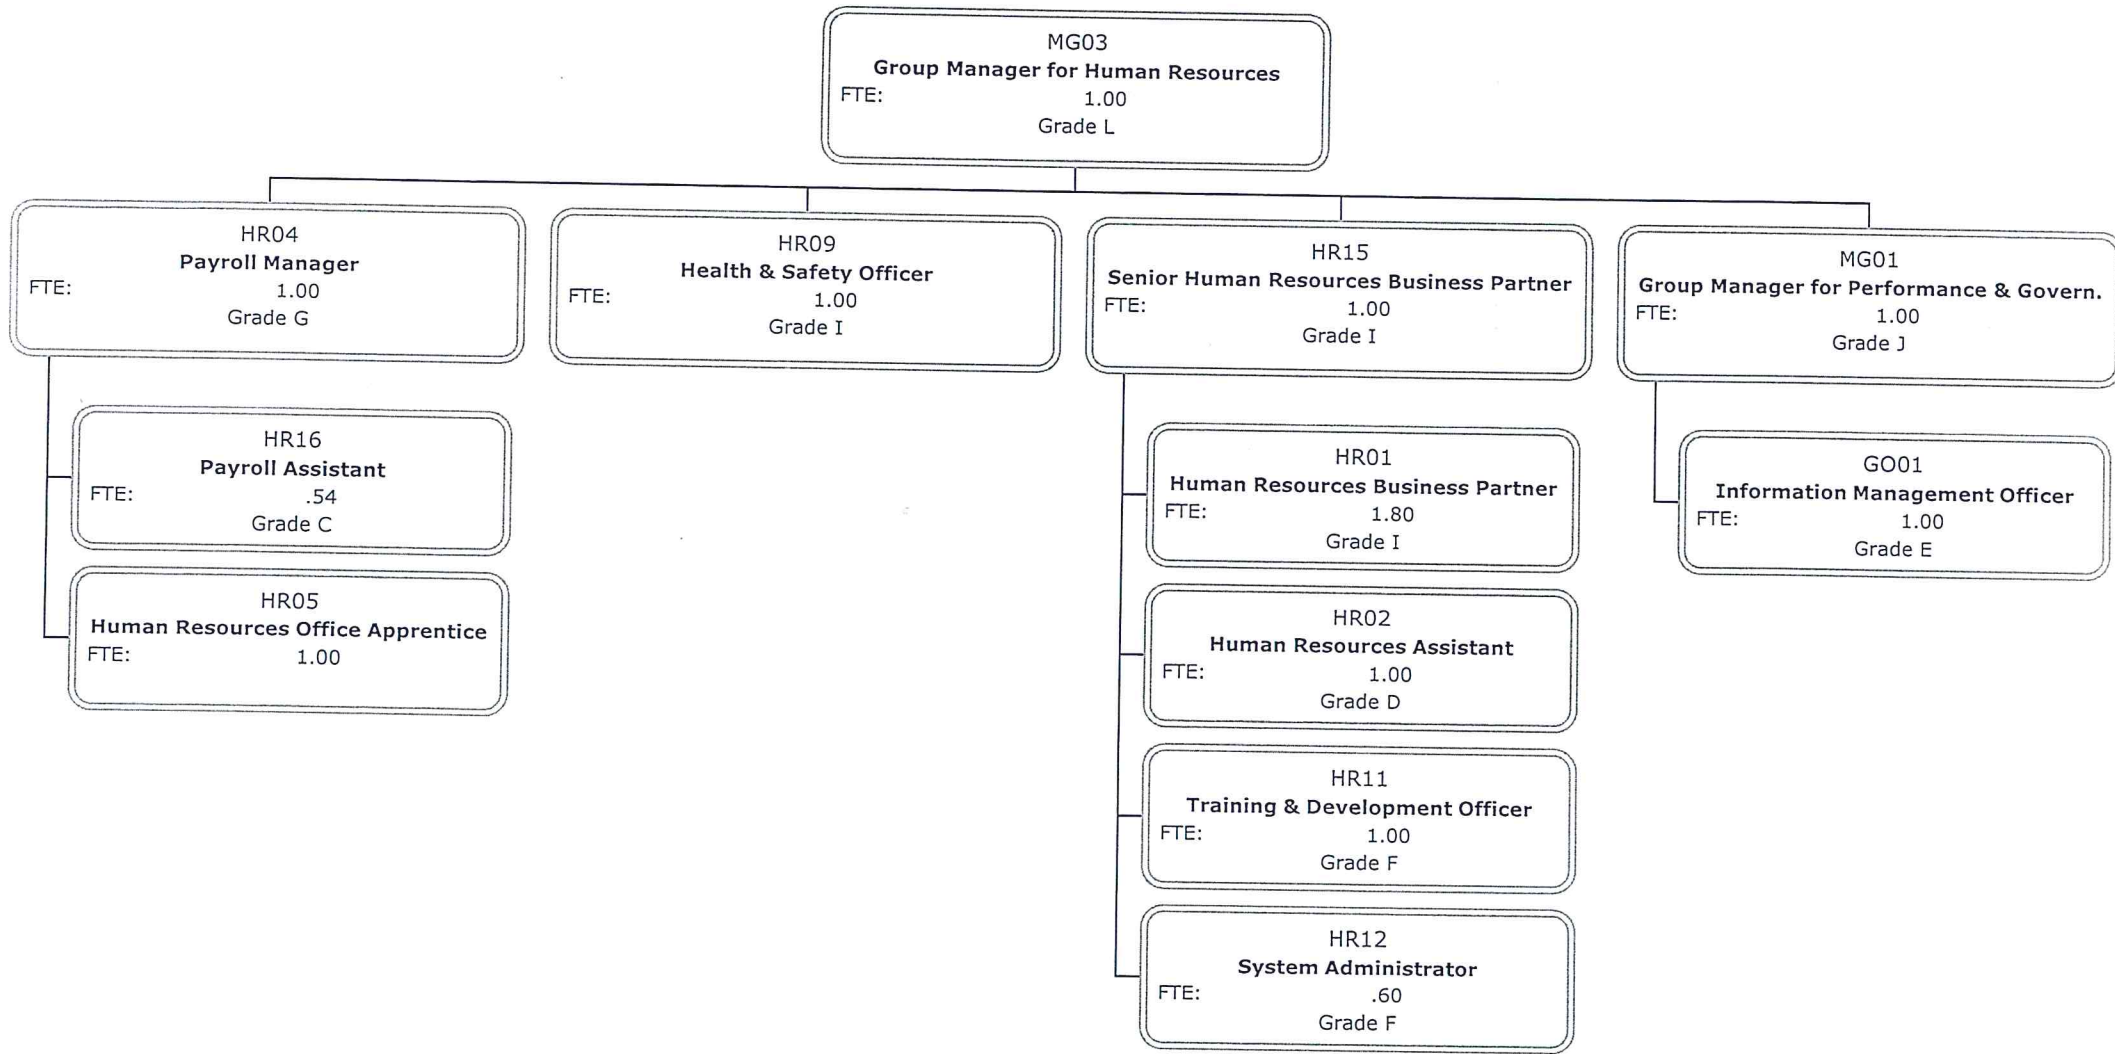 MG03
Group Manager for Human Resources
FTE: 1.00
Grade L
HR04
Payroll Manager
FTE: 1.00
Grade G
HR09
Health & Safety Officer
FTE: 1.00
Grade I
HR15
Senior Human Resources Business Partner
FTE: 1.00
Grade I
MG01
Group Manager for Performance & Govern.
FTE: 1.00
Grade J
HR16
Payroll Assistant
FTE: .54
Grade C
HR05
Human Resources Office Apprentice
FTE: 1.00
HR01
Human Resources Business Partner
FTE: 1.80
Grade I
HR02
Human Resources Assistant
FTE: 1.00
Grade D
HR11
Training & Development Officer
FTE: 1.00
Grade F
HR12
System Administrator
FTE: .60
Grade F
GO01
Information Management Officer
FTE: 1.00
Grade E